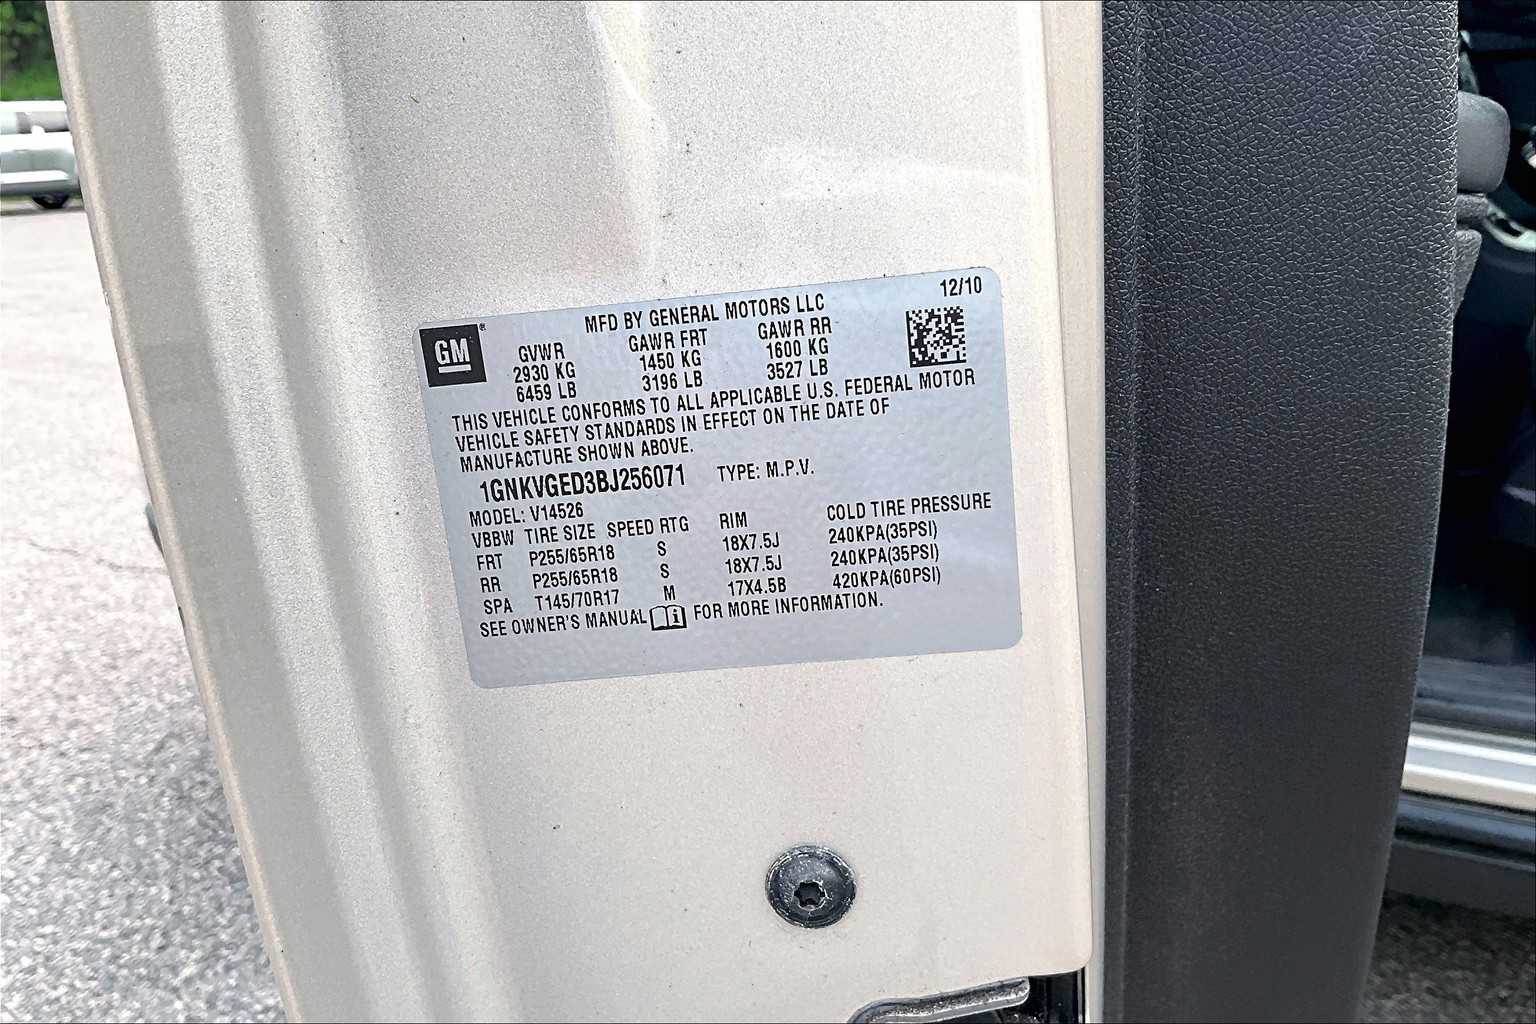 12/10
MFD BY GENERAL MOTORS LLC
GM®
GVWR GAWR FRT GAWR RR
2930 KG 1450 KG 1600 KG
6459 LB 3196 LB 3527 LB
THIS VEHICLE CONFORMS TO ALL APPLICABLE U.S. FEDERAL MOTOR
VEHICLE SAFETY STANDARDS IN EFFECT ON THE DATE OF
MANUFACTURE SHOWN ABOVE.
1GNKVGED3BJ256071 TYPE: M.P.V.
MODEL: V14526
VBBW TIRE SIZE SPEED RTG RIM COLD TIRE PRESSURE
FRT P255/65R18 S 18X7.5J 240KPA(35PSI)
RR P255/65R18 S 18X7.5J 240KPA(35PSI)
SPA T145/70R17 M 17X4.5B 420KPA(60PSI)
SEE OWNER'S MANUAL FOR MORE INFORMATION.